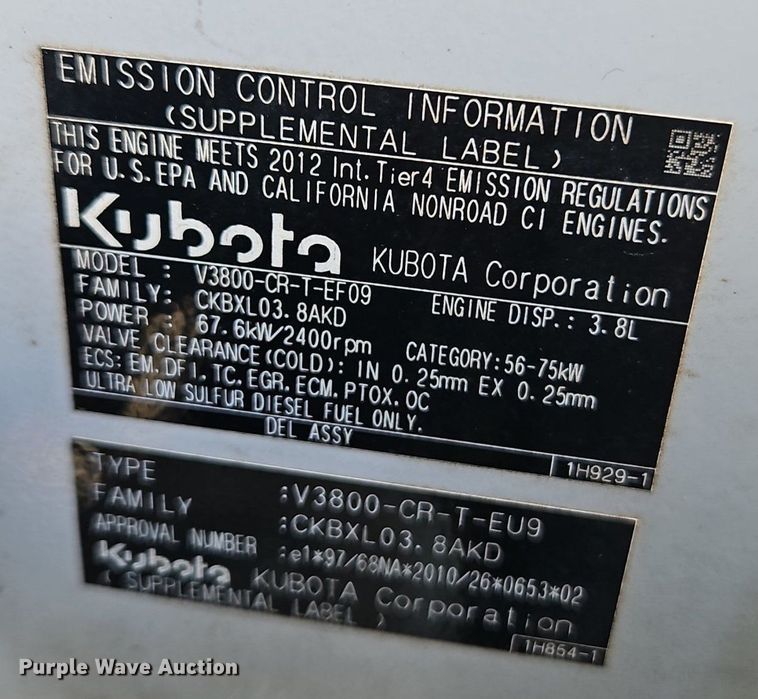 EMISSION CONTROL INFORMATION
(SUPPLEMENTAL LABEL)
THIS ENGINE MEETS 2012 Int.Tier4 EMISSION REGULATIONS
FOR U.S.EPA AND CALIFORNIA NONROAD CI ENGINES.
Kubota KUBOTA Corporation
MODEL : V3800-CR-T-EF09 ENGINE DISP.: 3.8L
FAMILY: CKBXL03.8AKD
POWER : 67.6kW/2400rpm CATEGORY:56-75kW
VALVE CLEARANCE(COLD): IN 0.25mm EX 0.25mm
ECS: EM.DFI.TC.EGR.ECM.PTOX.OC
ULTRA LOW SULFUR DIESEL FUEL ONLY.
DEL ASSY
1H929-1
TYPE :V3800-CR-T-EU9
FAMILY :CKBXL03.8AKD
APPROVAL NUMBER :e1*97/68NA*2010/26*0653*02
Kubota KUBOTA Corporation
( SUPPLEMENTAL LABEL )
1H854-1
Purple Wave Auction